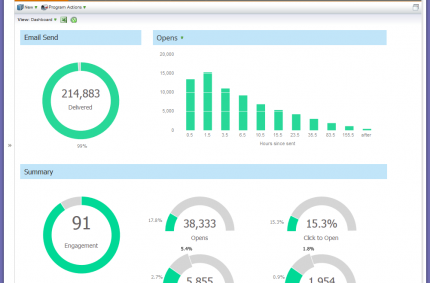 New
Program Actions
View: Dashboard
Email Send
214,883
Delivered
99%
Opens
20,000
15,000
10,000
5,000
0
0.5 1.5 3.5 6.5 10.5 15.5 23.5 35.5 83.5 155.5 after
Hours since sent
Summary
91
Engagement
17.8%
38,333
Opens
15.3%
15.3%
Click to Open
5.4%
2.7%
5,855
1.8%
0.9%
1,954